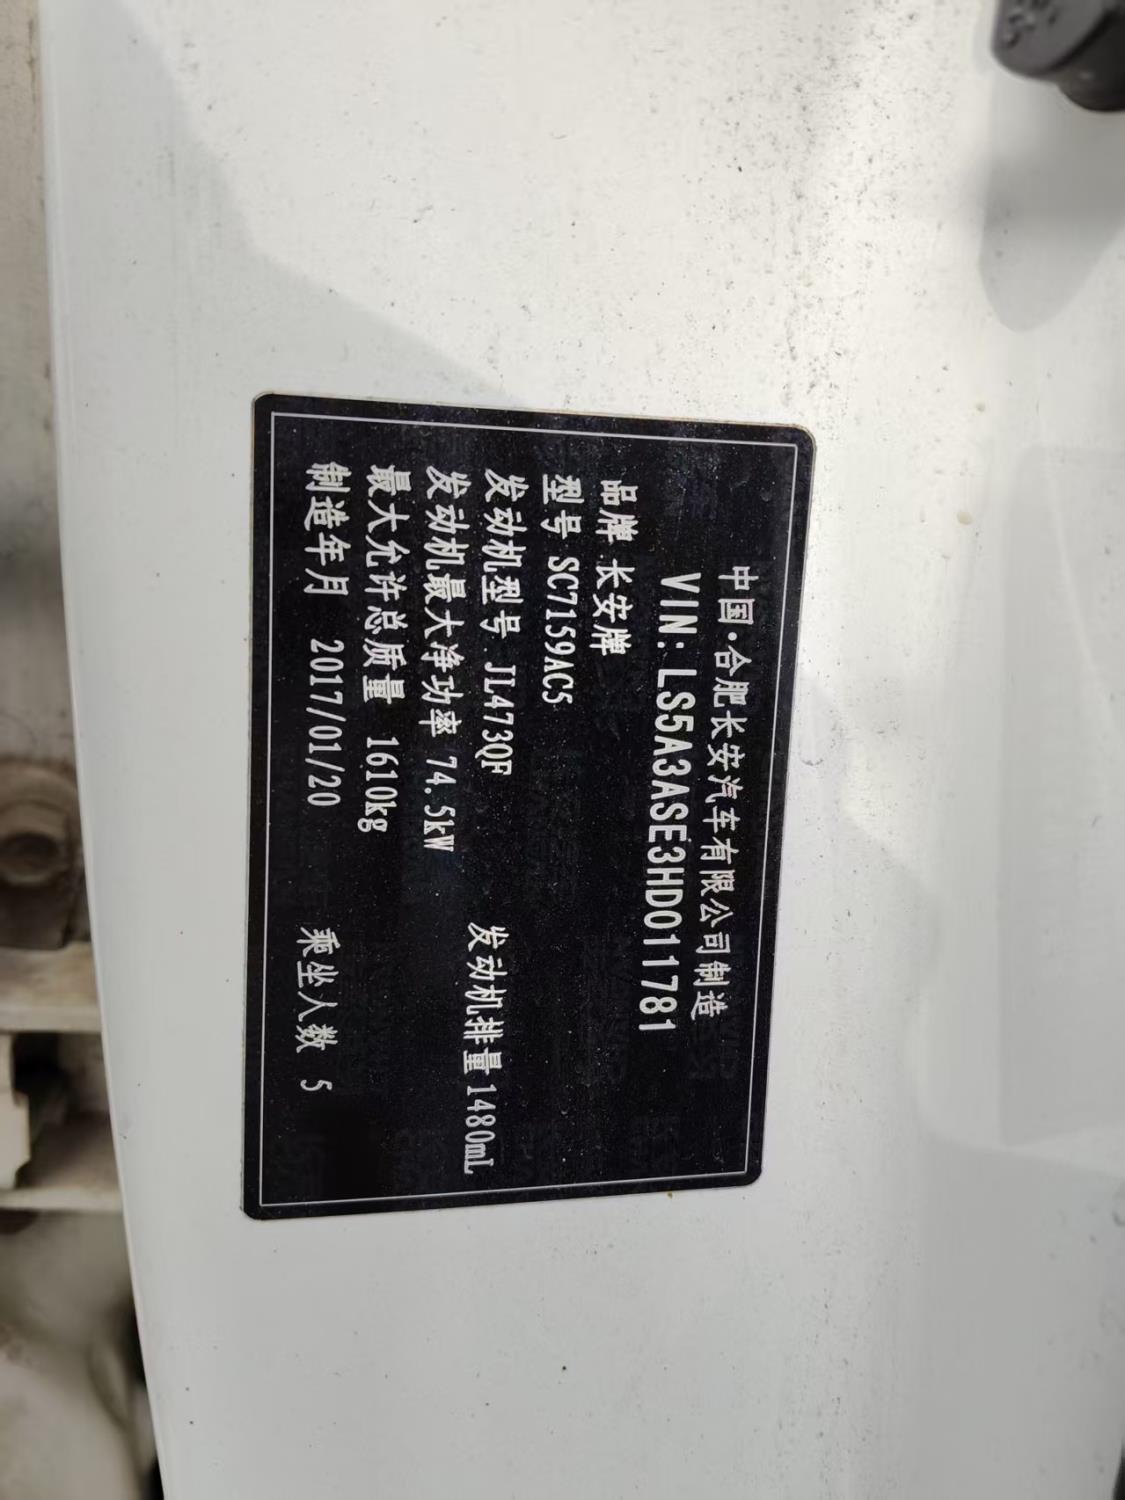 中国·合肥长安汽车有限公司制造
VIN: LS5A3ASE3HD011781
品牌 长安牌
型号 SC7159AC5
发动机型号 JL473QF 发动机排量 1480mL
发动机最大净功率 74.5kW
最大允许总质量 1610kg
制造年月 2017/01/20 乘坐人数 5